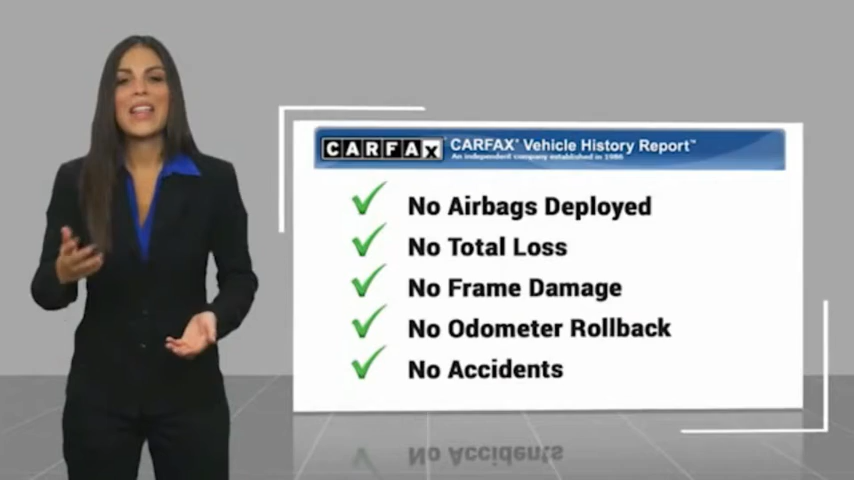 CARFAX CARFAX® Vehicle History Report™
An independent company established in 1986
No Airbags Deployed
No Total Loss
No Frame Damage
No Odometer Rollback
No Accidents
No Accidents